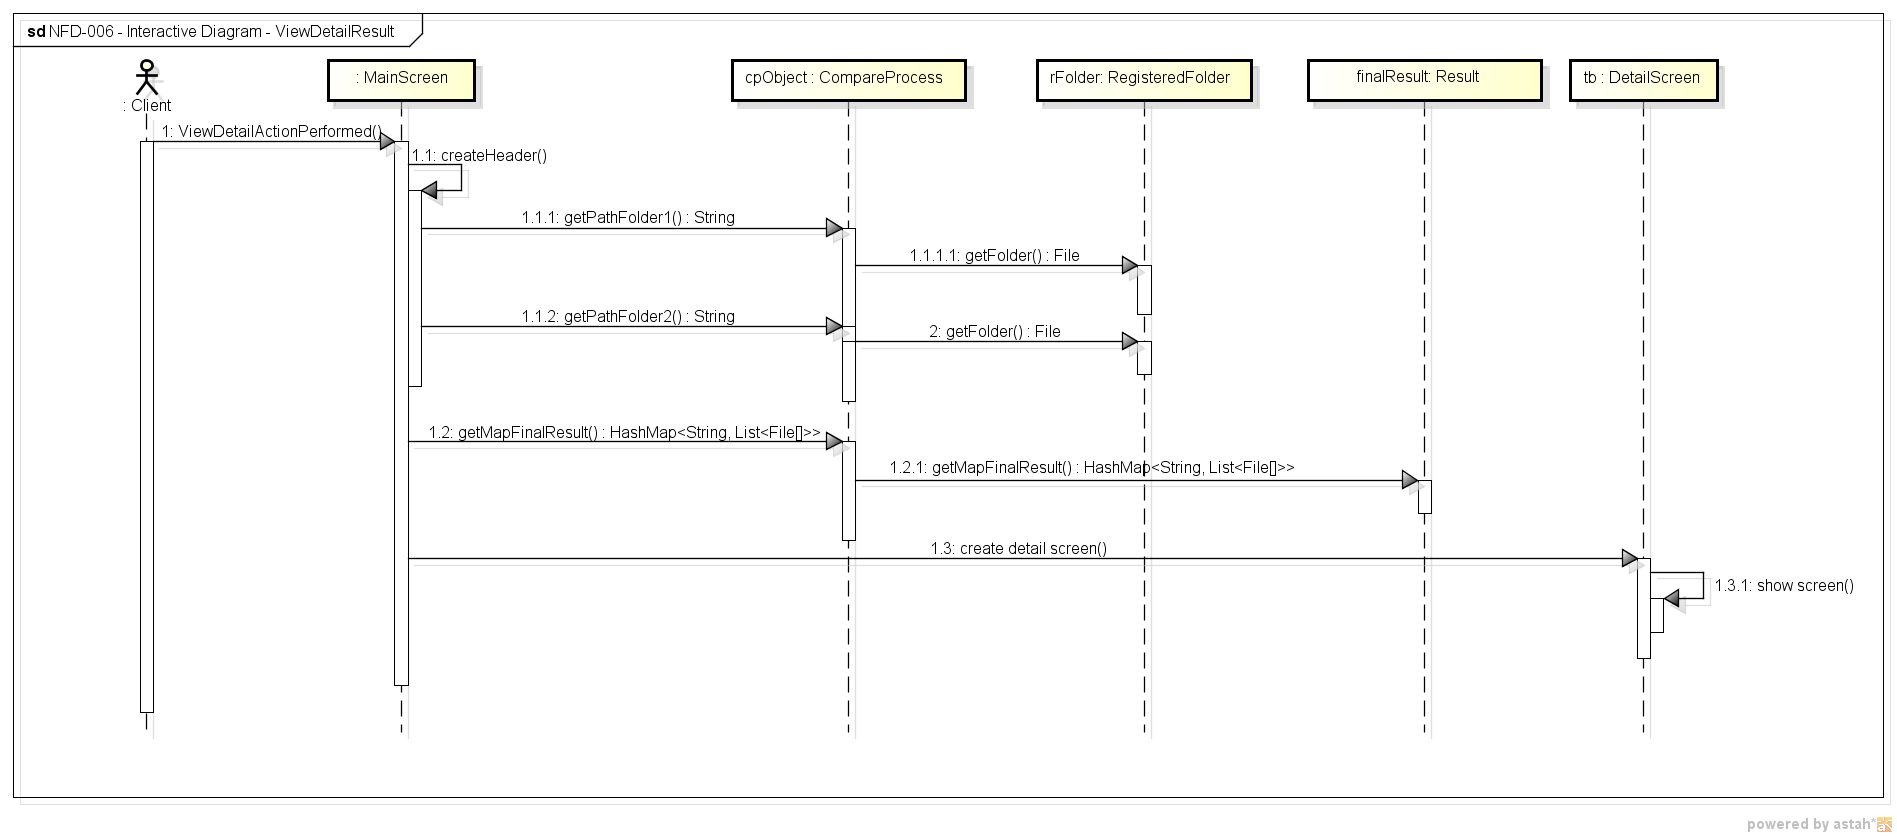 sd NFD-006 - Interactive Diagram - ViewDetailResult
: Client
: MainScreen
cpObject : CompareProcess
rFolder: RegisteredFolder
finalResult: Result
tb : DetailScreen
1: ViewDetailActionPerformed()
1.1: createHeader()
1.1.1: getPathFolder1() : String
1.1.1.1: getFolder() : File
1.1.2: getPathFolder2() : String
2: getFolder() : File
1.2: getMapFinalResult() : HashMap<String, List<File[]>>
1.2.1: getMapFinalResult() : HashMap<String, List<File[]>>
1.3: create detail screen()
1.3.1: show screen()
powered by astah*